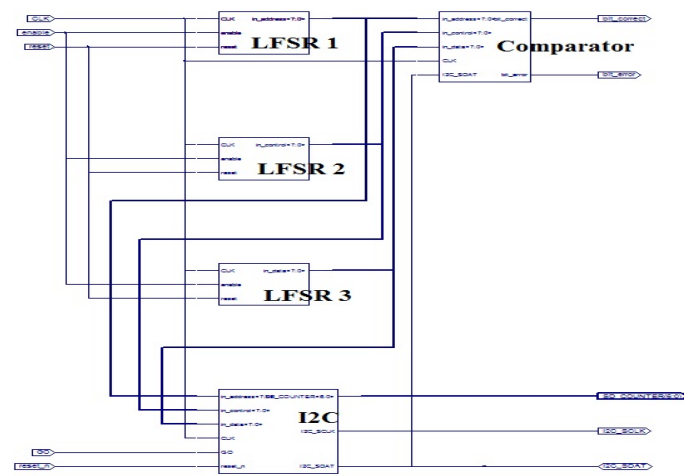 CLK
enable
reset
CLK
enable
reset
in_address<7:0>
LFSR 1
in_address<7:0>
bit_correct
in_control<7:0>
in_data<7:0>
CLK
I2C_SDAT
bit_error
Comparator
bit_correct
bit_error
CLK
enable
reset
in_control<7:0>
LFSR 2
CLK
enable
reset
in_data<7:0>
LFSR 3
in_address<7:0>
in_control<7:0>
in_data<7:0>
CLK
GO
reset_n
I2C
I2C_SCLK
I2C_SDAT
GO
reset_n
SD_COUNTER(6:0)
I2C_SCLK
I2C_SDAT